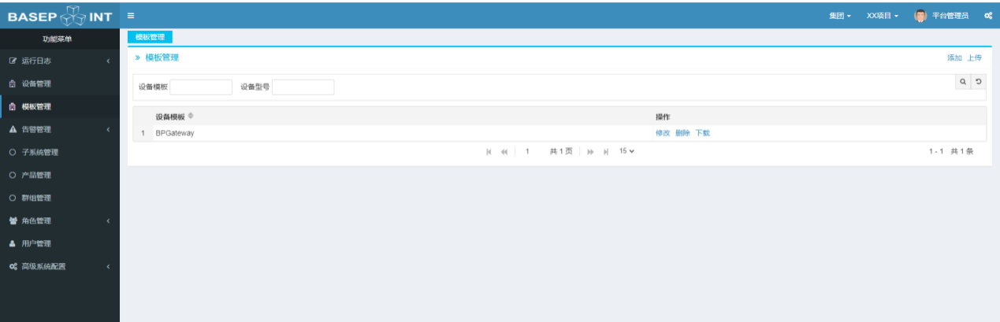 BASEP INT
集团 XX项目 平台管理员
功能菜单
运行日志
设备管理
模板管理
告警管理
子系统管理
产品管理
群组管理
角色管理
用户管理
高级系统配置
模板管理
» 模板管理
添加 上传
设备模板 设备型号
设备模板 操作
1 BPGateway 修改 删除 下载
1 共 1 页 15
1 - 1 共 1 条